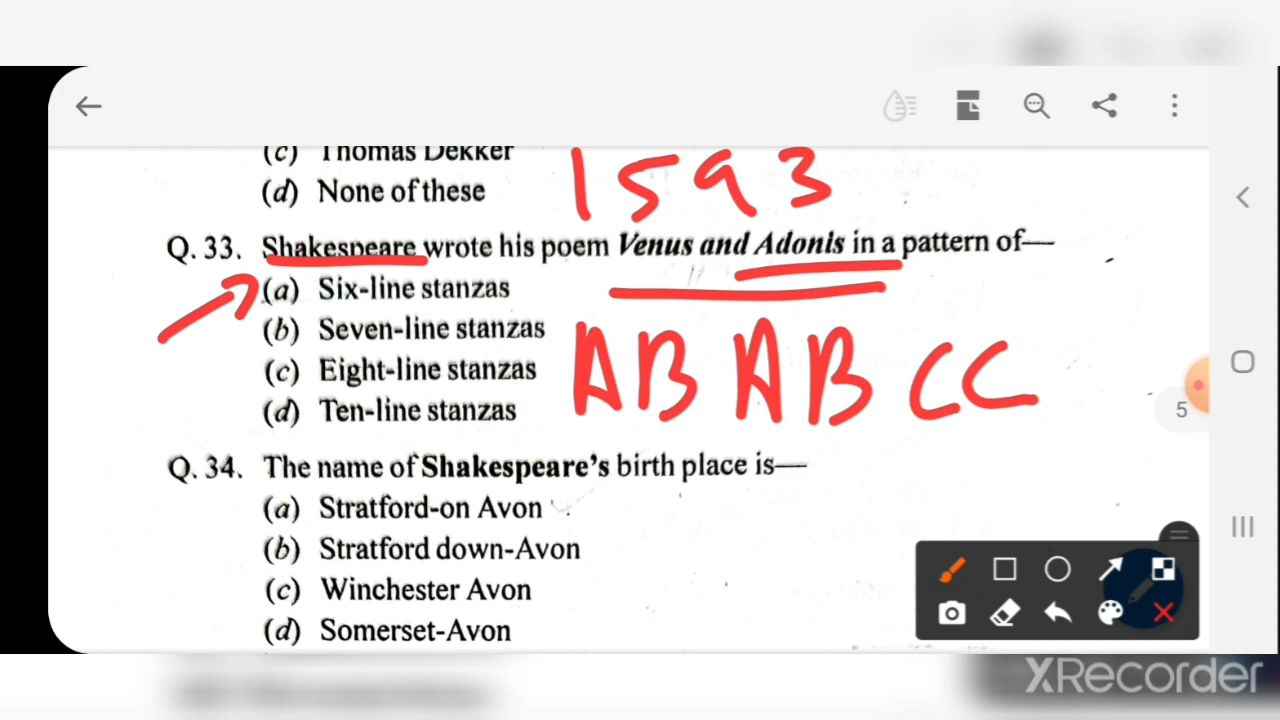 (c) Thomas Dekker
(d) None of these
1593
Q. 33. Shakespeare wrote his poem Venus and Adonis in a pattern of—
(a) Six-line stanzas
(b) Seven-line stanzas
(c) Eight-line stanzas
(d) Ten-line stanzas
AB AB CC
5
Q. 34. The name of Shakespeare's birth place is—
(a) Stratford-on Avon
(b) Stratford down-Avon
(c) Winchester Avon
(d) Somerset-Avon
XRecorder